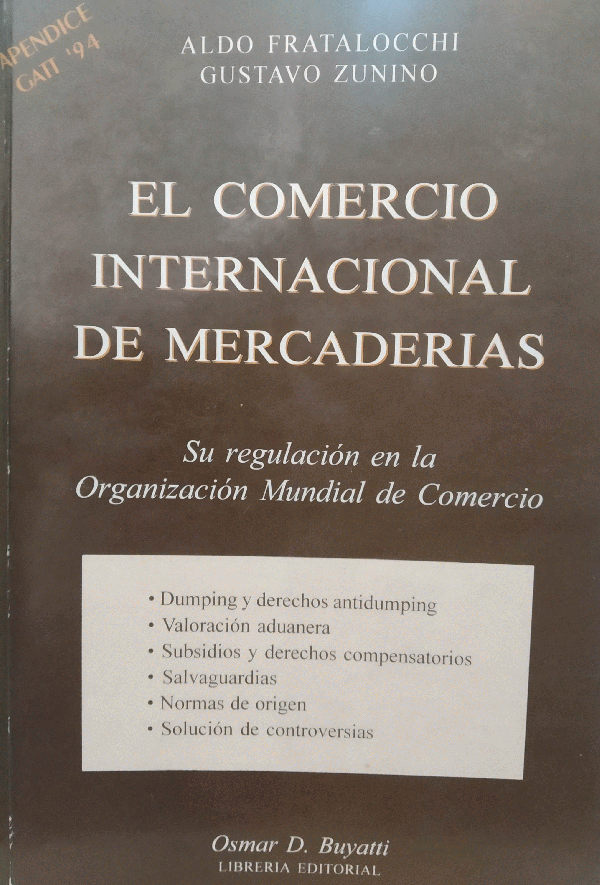 APENDICE
GATT '94
ALDO FRATALOCCHI
GUSTAVO ZUNINO
EL COMERCIO
INTERNACIONAL
DE MERCADERIAS
Su regulación en la
Organización Mundial de Comercio
• Dumping y derechos antidumping
• Valoración aduanera
• Subsidios y derechos compensatorios
• Salvaguardias
• Normas de origen
• Solución de controversias
Osmar D. Buyatti
LIBRERIA EDITORIAL